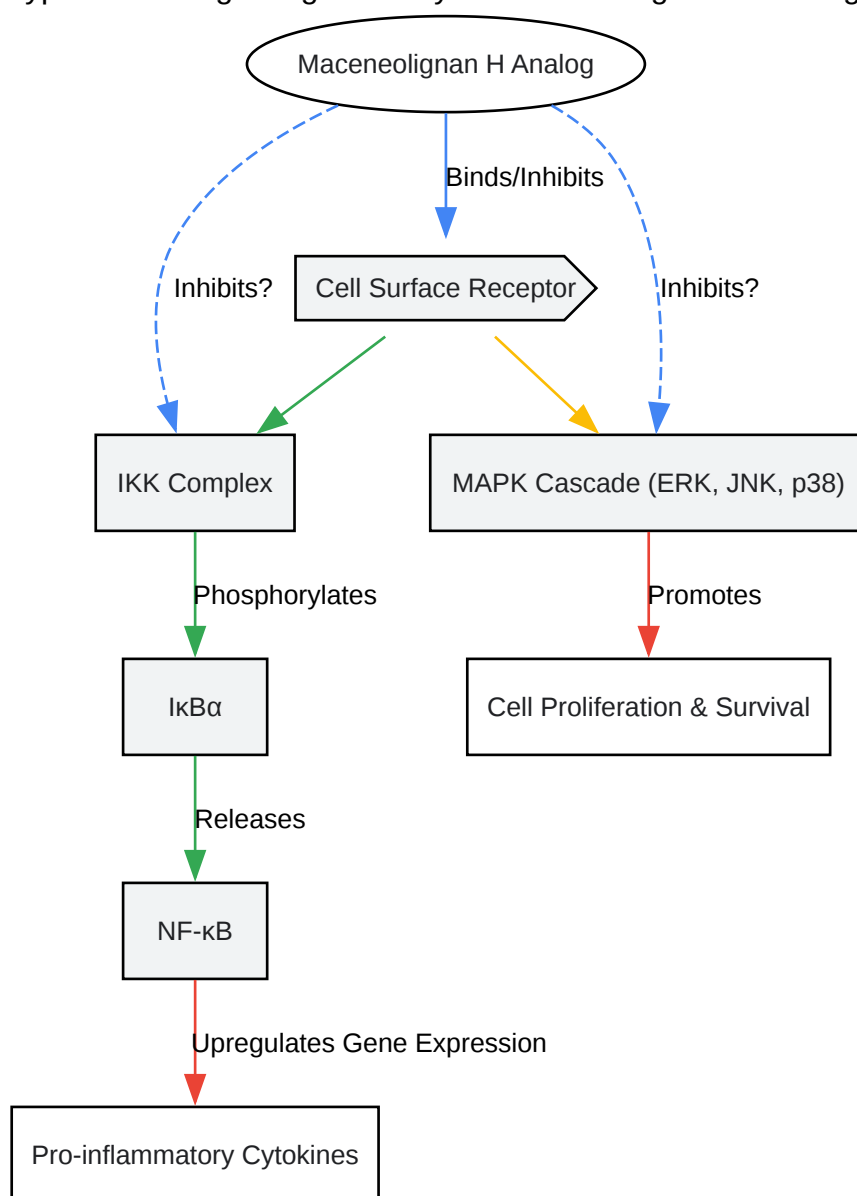 Maceneolignan H Analog
Binds/Inhibits
Inhibits?
Cell Surface Receptor
Inhibits?
IKK Complex
MAPK Cascade (ERK, JNK, p38)
Phosphorylates
Promotes
IκBα
Cell Proliferation & Survival
Releases
NF-κB
Upregulates Gene Expression
Pro-inflammatory Cytokines